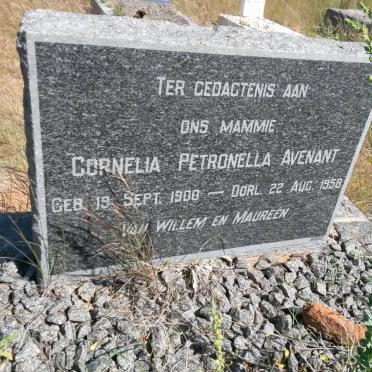 TER GEDAGTENIS AAN
ONS MAMMIE
CORNELIA PETRONELLA AVENANT
GEB. 19 SEPT. 1900 — OORL. 22 AUG. 1958
VAN WILLEM EN MAUREEN